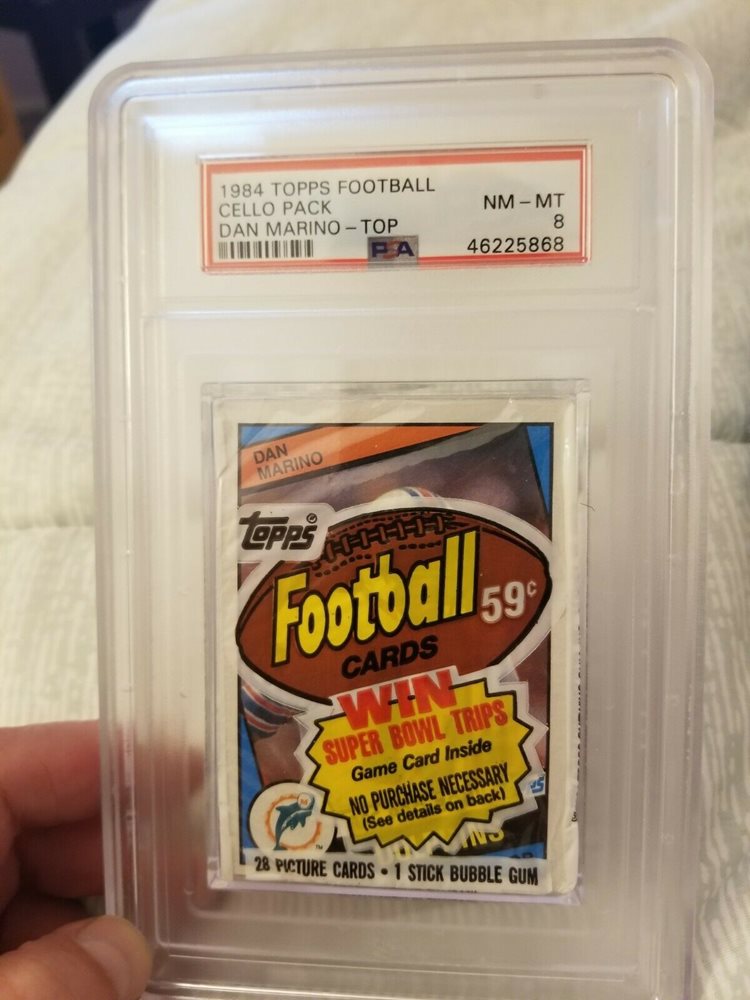 1984 TOPPS FOOTBALL
CELLO PACK
NM-MT
8
DAN MARINO-TOP
PSA
46225868
DAN
MARINO
TOPPS
Football
59¢
CARDS
WIN
SUPER BOWL TRIPS
Game Card Inside
NO PURCHASE NECESSARY
(See details on back)
28 PICTURE CARDS • 1 STICK BUBBLE GUM